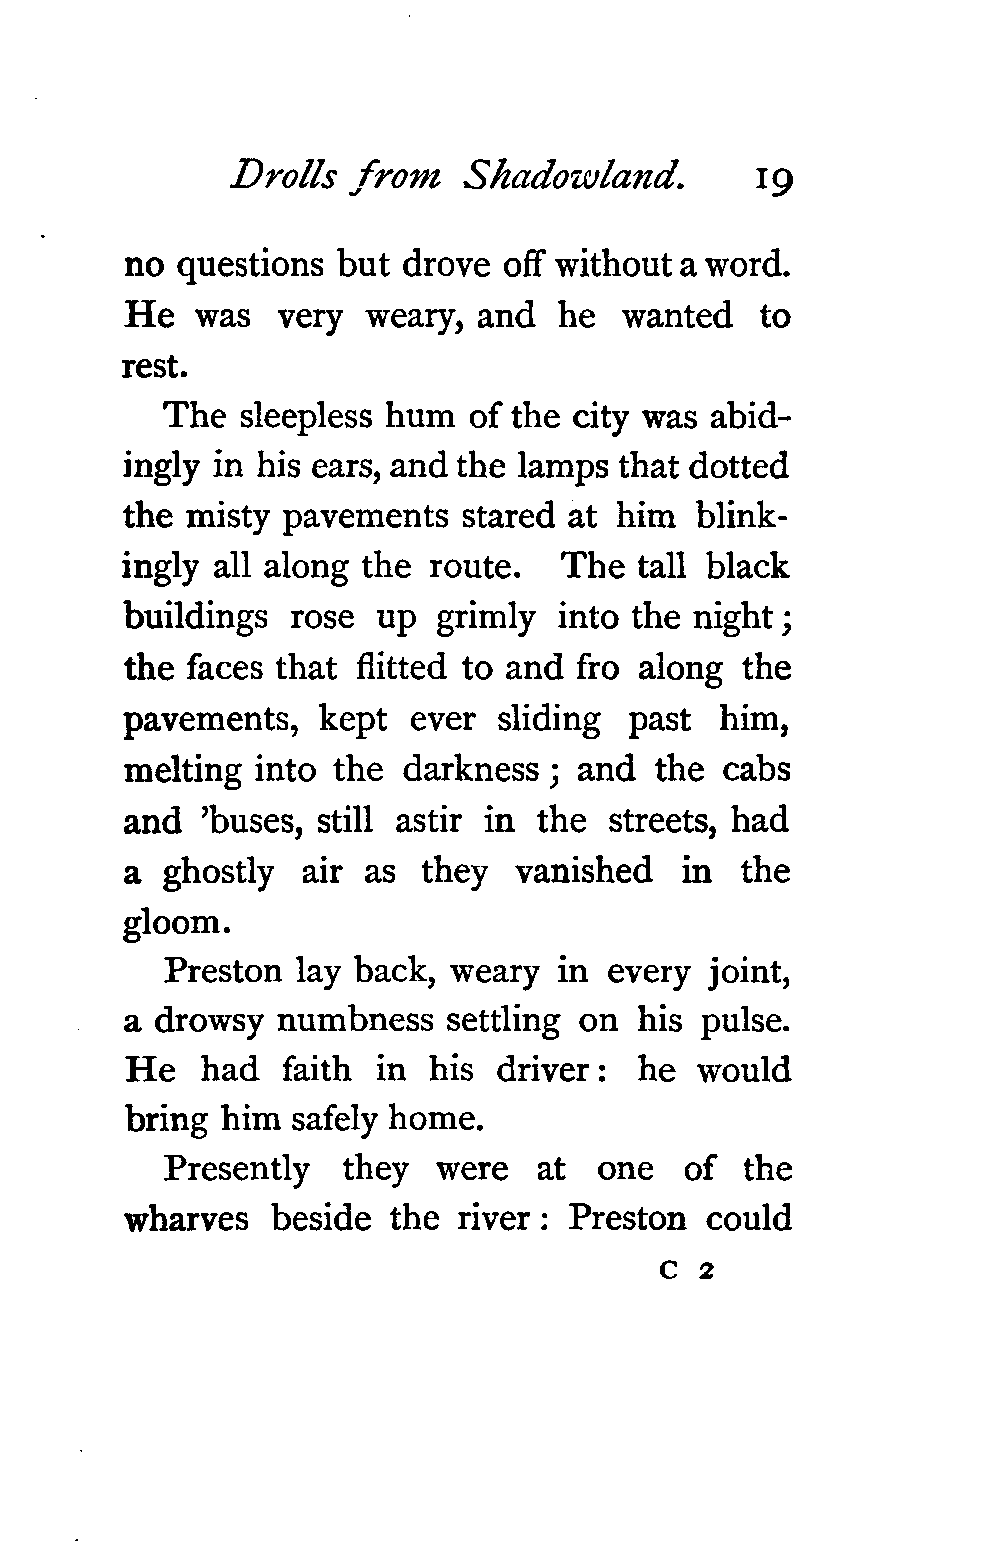 Drolls from Shadowland. 19
no questions but drove off without a word.
He was very weary, and he wanted to
rest.
The sleepless hum of the city was abid-
ingly in his ears, and the lamps that dotted
the misty pavements stared at him blink-
ingly all along the route. The tall black
buildings rose up grimly into the night ;
the faces that flitted to and fro along the
pavements, kept ever sliding past him,
melting into the darkness ; and the cabs
and ’buses, still astir in the streets, had
a ghostly air as they vanished in the
gloom.
Preston lay back, weary in every joint,
a drowsy numbness settling on his pulse.
He had faith in his driver : he would
bring him safely home.
Presently they were at one of the
wharves beside the river : Preston could
C 2